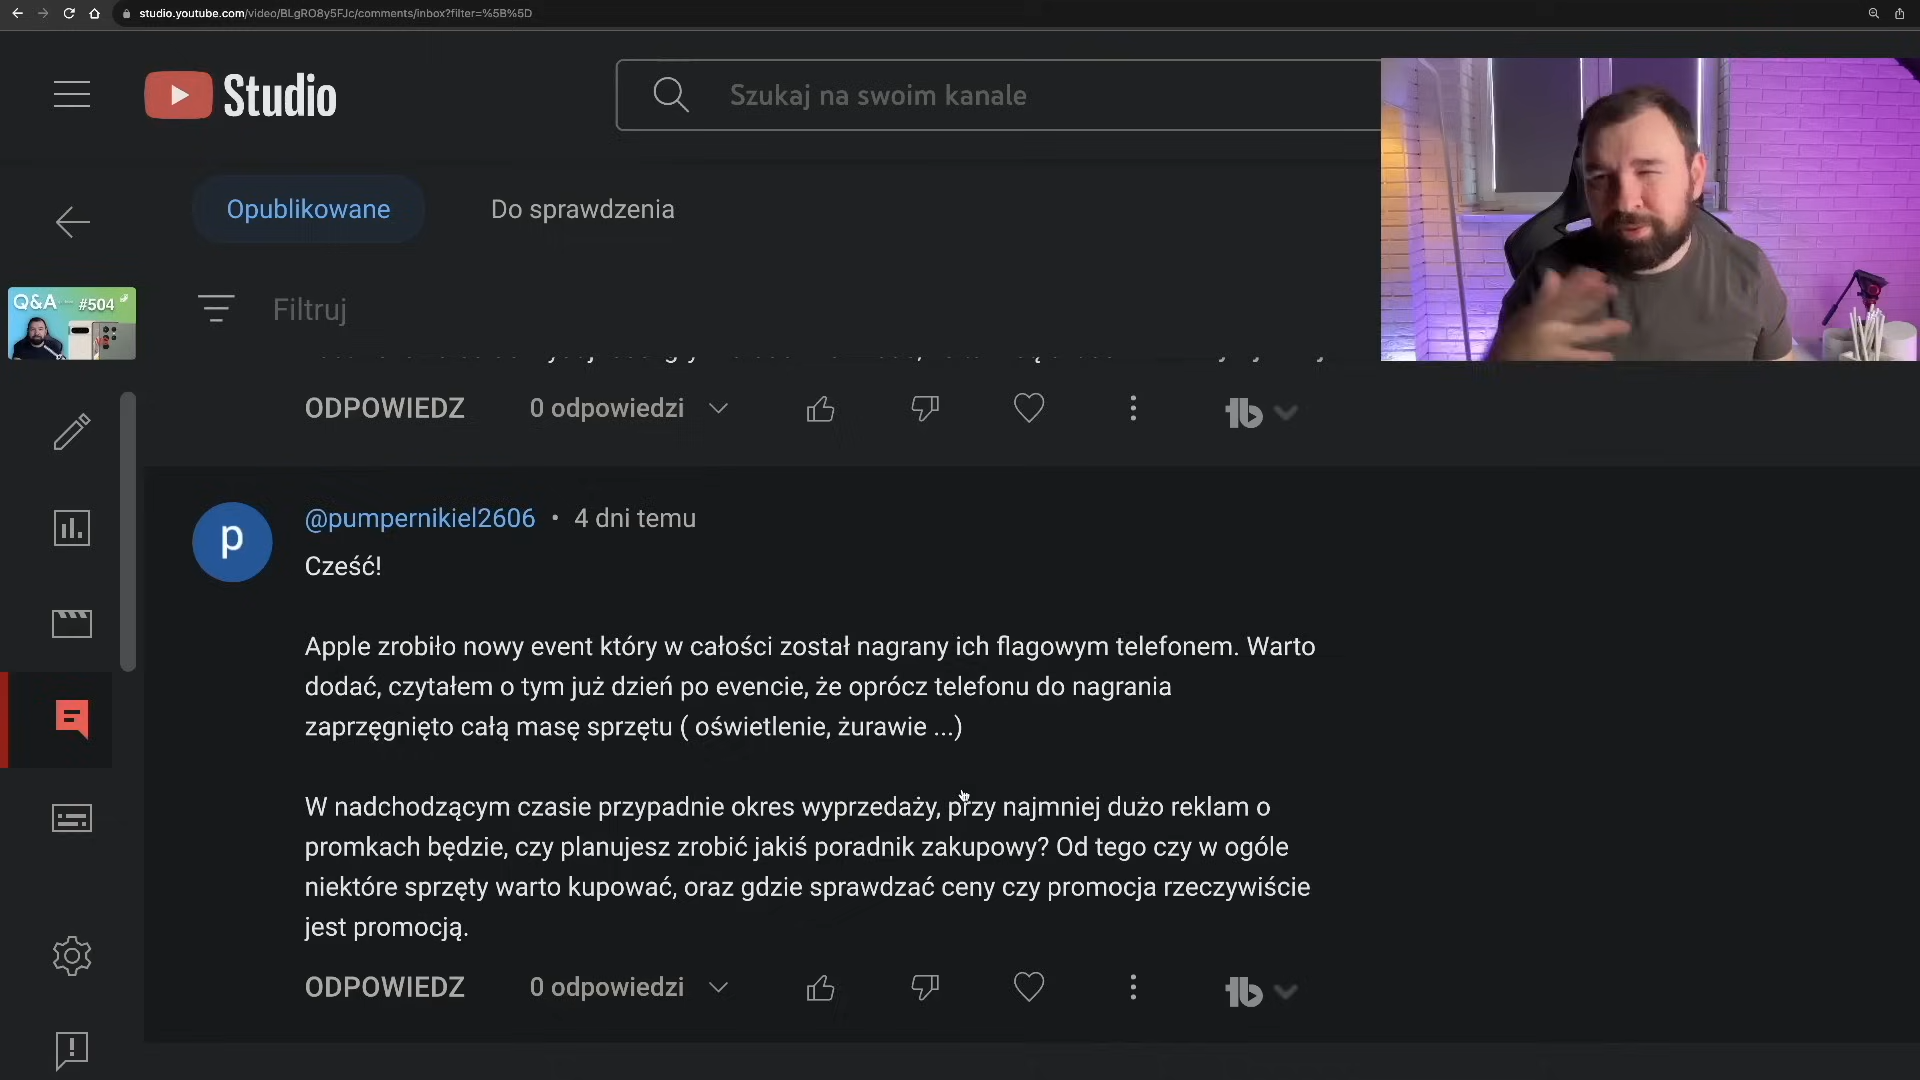 studio.youtube.com/video/BLgRO8y5FJc/comments/inbox?filter=%5B%5D
Studio
Szukaj na swoim kanale
Opublikowane
Do sprawdzenia
Q&A
#504
Filtruj
ODPOWIEDZ
0 odpowiedzi
@pumpernikiel2606 • 4 dni temu
p
Cześć!
Apple zrobiło nowy event który w całości został nagrany ich flagowym telefonem. Warto
dodać, czytałem o tym już dzień po evencie, że oprócz telefonu do nagrania
zaprzęgnięto całą masę sprzętu ( oświetlenie, żurawie ...)
W nadchodzącym czasie przypadnie okres wyprzedaży, przy najmniej dużo reklam o
promkach będzie, czy planujesz zrobić jakiś poradnik zakupowy? Od tego czy w ogóle
niektóre sprzęty warto kupować, oraz gdzie sprawdzać ceny czy promocja rzeczywiście
jest promocją.
ODPOWIEDZ
0 odpowiedzi